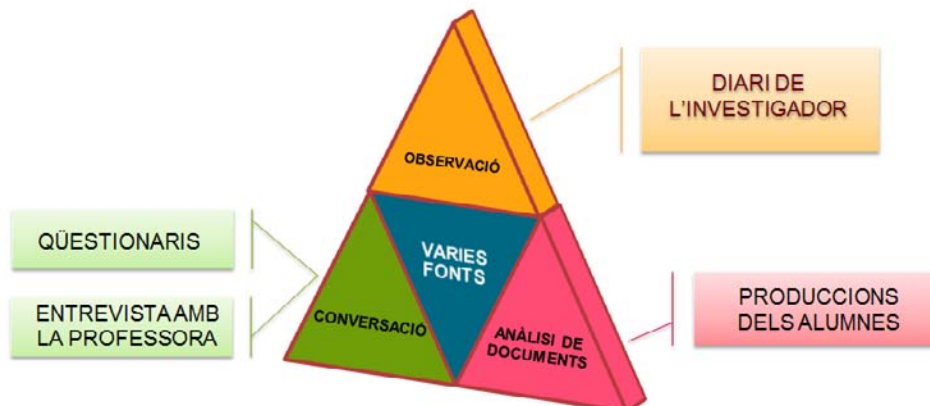 DIARI DE
L'INVESTIGADOR
OBSERVACIÓ
QÜESTIONARIS
VARIES
FONTS
ENTREVISTA AMB
LA PROFESSORA
CONVERSACIÓ
ANÀLISI DE
DOCUMENTS
PRODUCCIONS
DELS ALUMNES